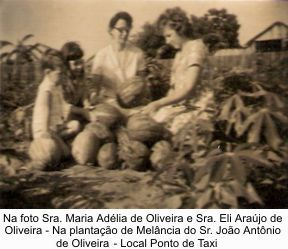 Na foto Sra. Maria Adélia de Oliveira e Sra. Eli Araújo de
Oliveira - Na plantação de Melância do Sr. João Antônio
de Oliveira - Local Ponto de Taxi